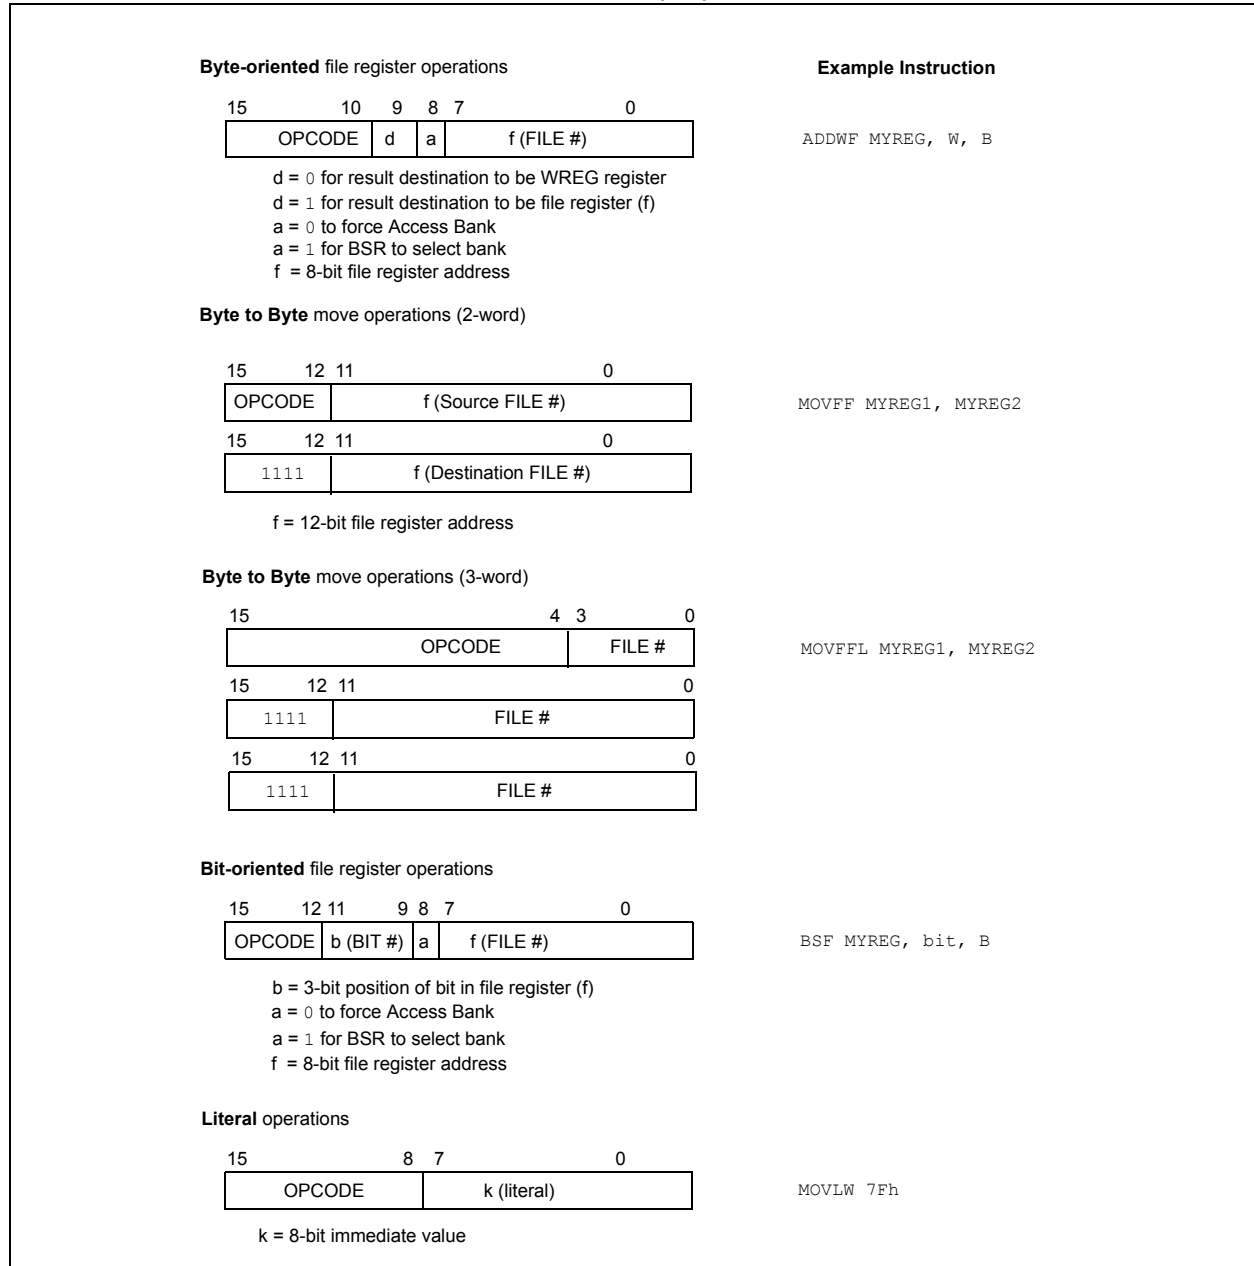 Byte-oriented file register operations Example Instruction
15 10 9 8 7 0
OPCODE d a f (FILE #) ADDWF MYREG, W, B
d = 0 for result destination to be WREG register
d = 1 for result destination to be file register (f)
a = 0 to force Access Bank
a = 1 for BSR to select bank
f = 8-bit file register address
Byte to Byte move operations (2-word)
15 12 11 0
OPCODE f (Source FILE #) MOVFF MYREG1, MYREG2
15 12 11 0
1111 f (Destination FILE #)
f = 12-bit file register address
Byte to Byte move operations (3-word)
15 4 3 0
OPCODE FILE # MOVFFL MYREG1, MYREG2
15 12 11 0
1111 FILE #
15 12 11 0
1111 FILE #
Bit-oriented file register operations
15 12 11 9 8 7 0
OPCODE b (BIT #) a f (FILE #) BSF MYREG, bit, B
b = 3-bit position of bit in file register (f)
a = 0 to force Access Bank
a = 1 for BSR to select bank
f = 8-bit file register address
Literal operations
15 8 7 0
OPCODE k (literal) MOVLW 7Fh
k = 8-bit immediate value